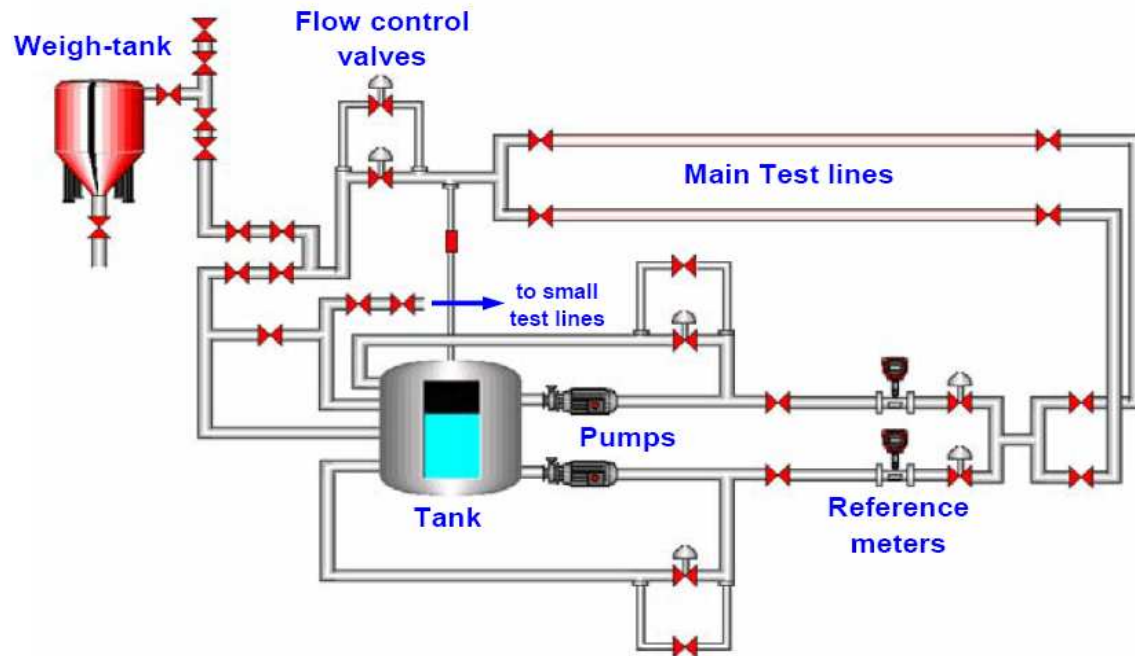 Flow control
valves
Weigh-tank
Main Test lines
to small
test lines
Pumps
Tank
Reference
meters